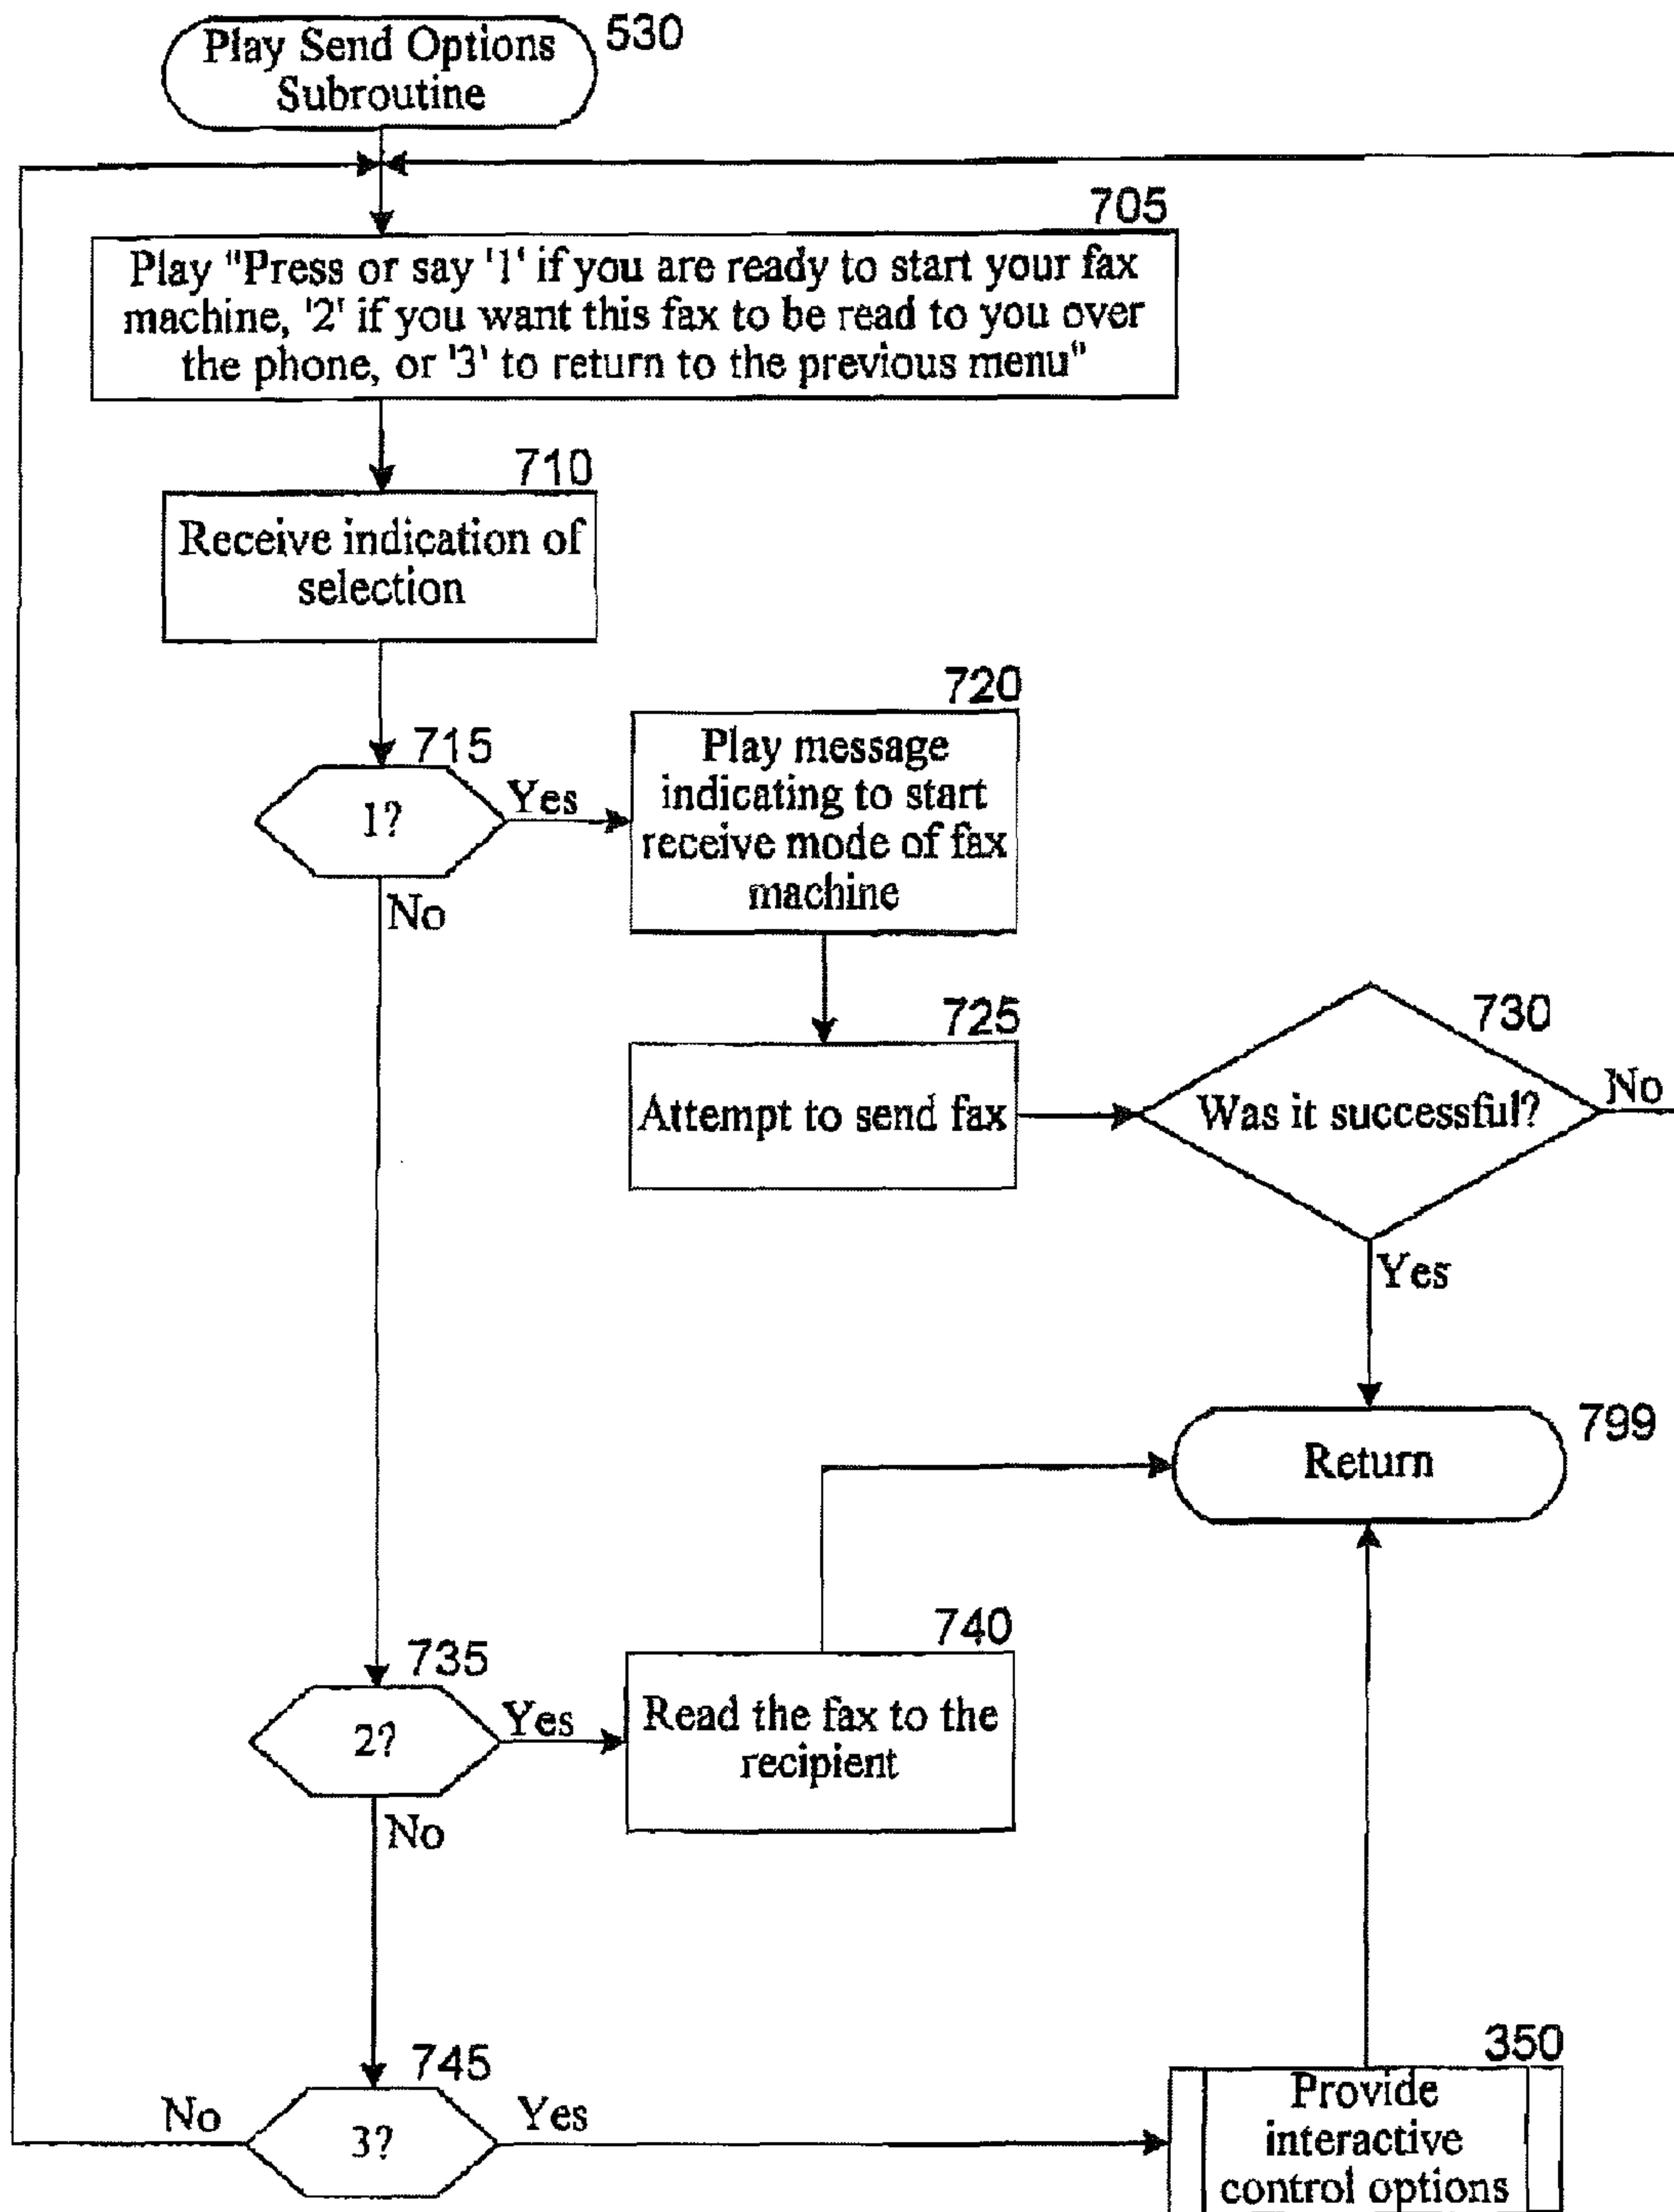 Play Send Options
Subroutine
530
705
Play "Press or say '1' if you are ready to start your fax
machine, '2' if you want this fax to be read to you over
the phone, or '3' to return to the previous menu"
710
Receive indication of
selection
715
1?
Yes
No
720
Play message
indicating to start
receive mode of fax
machine
725
Attempt to send fax
730
Was it successful?
No
Yes
799
Return
735
2?
Yes
No
740
Read the fax to the
recipient
745
3?
No
Yes
350
Provide
interactive
control options